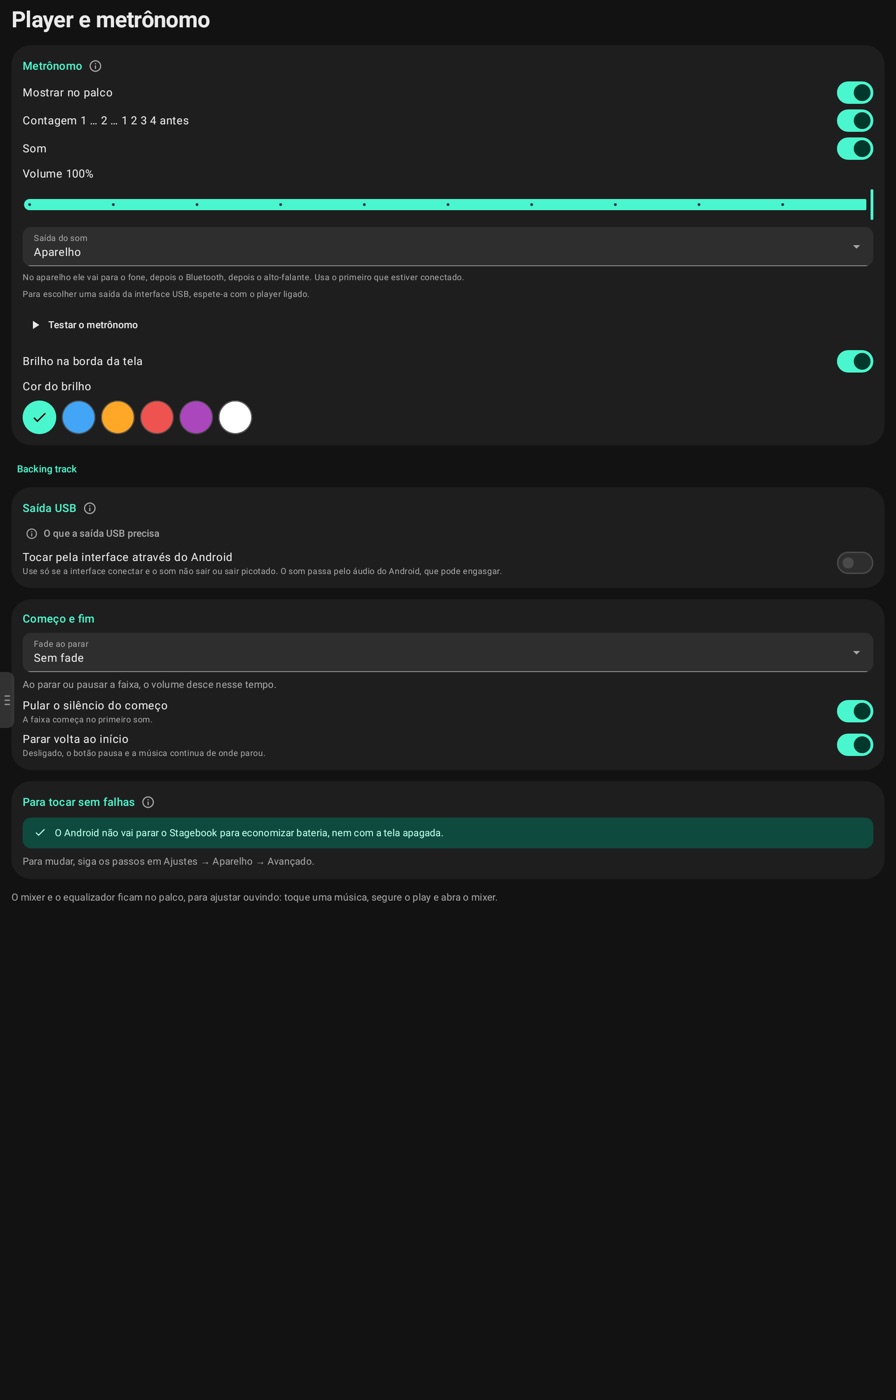 Player e metrônomo
Metrônomo
Mostrar no palco
Contagem 1 ... 2 ... 1 2 3 4 antes
Som
Volume 100%
Saída do som
Aparelho
No aparelho ele vai para o fone, depois o Bluetooth, depois o alto-falante. Usa o primeiro que estiver conectado.
Para escolher uma saída da interface USB, espete-a com o player ligado.
Testar o metrônomo
Brilho na borda da tela
Cor do brilho
Backing track
Saída USB
O que a saída USB precisa
Tocar pela interface através do Android
Use só se a interface conectar e o som não sair ou sair picotado. O som passa pelo áudio do Android, que pode engasgar.
Começo e fim
Fade ao parar
Sem fade
Ao parar ou pausar a faixa, o volume desce nesse tempo.
Pular o silêncio do começo
A faixa começa no primeiro som.
Parar volta ao início
Desligado, o botão pausa e a música continua de onde parou.
Para tocar sem falhas
O Android não vai parar o Stagebook para economizar bateria, nem com a tela apagada.
Para mudar, siga os passos em Ajustes → Aparelho → Avançado.
O mixer e o equalizador ficam no palco, para ajustar ouvindo: toque uma música, segure o play e abra o mixer.